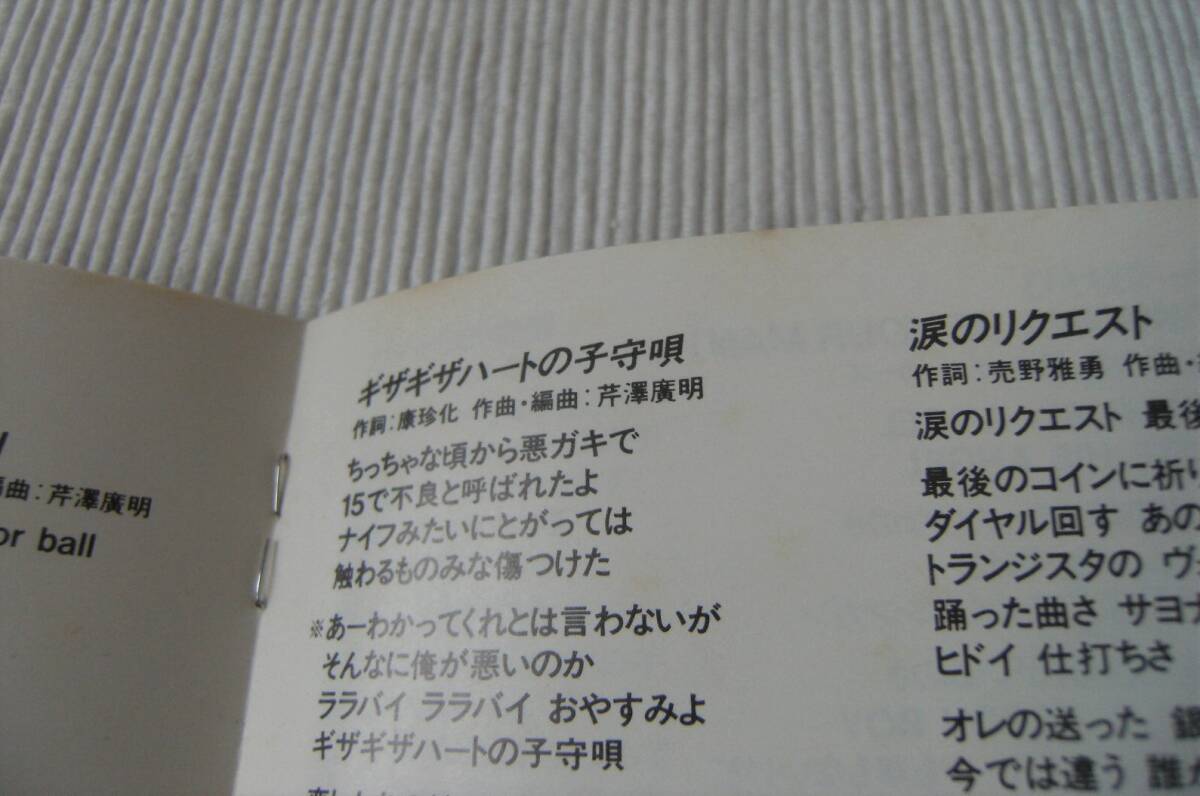 編曲：芹澤廣明
or ball
ギザギザハートの子守唄
作詞：康珍化 作曲・編曲：芹澤廣明
ちっちゃな頃から悪ガキで
15で不良と呼ばれたよ
ナイフみたいにとがっては
触わるものみな傷つけた
※あーわかってくれとは言わないが
そんなに俺が悪いのか
ララバイ ララバイ おやすみよ
ギザギザハートの子守唄
涙のリクエスト
作詞：売野雅勇 作曲・
涙のリクエスト 最後
最後のコインに祈り
ダイヤル回す あの
トランジスタの ヴ
踊った曲さ サヨナ
ヒドイ 仕打ちさ
オレの送った 銀
今では違う 誰か